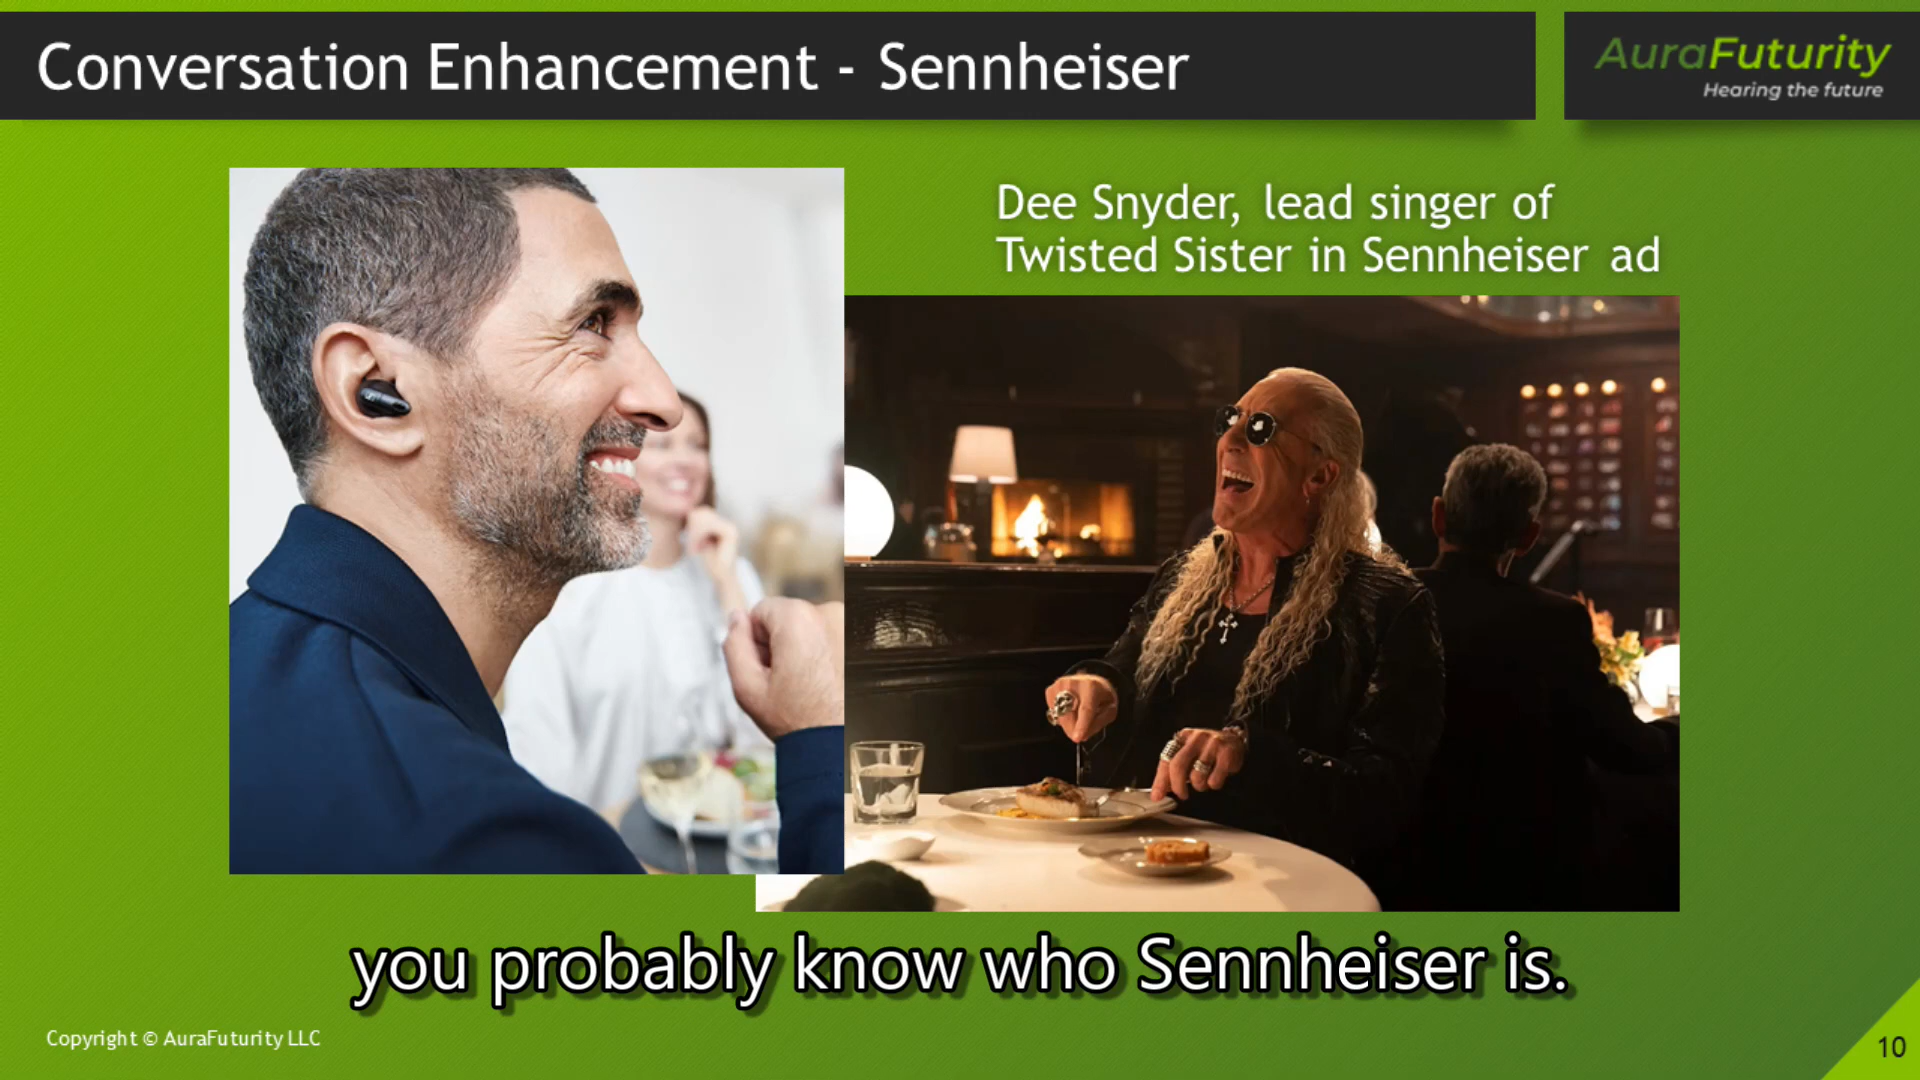 Conversation Enhancement - Sennheiser
AuraFuturity
Hearing the future
Dee Snyder, lead singer of
Twisted Sister in Sennheiser ad
you probably know who Sennheiser is.
Copyright © AuraFuturity LLC
10